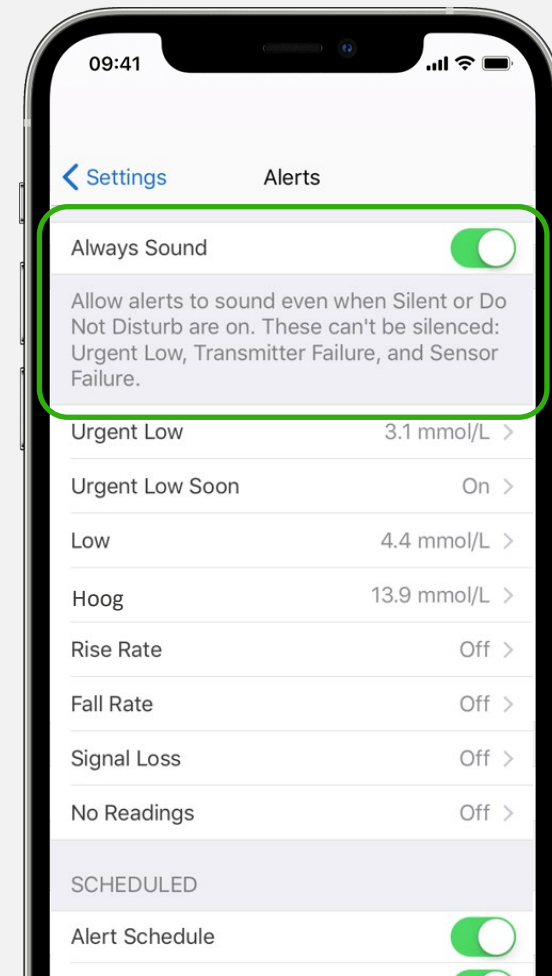 09:41
Settings
Alerts
Always Sound
Allow alerts to sound even when Silent or Do
Not Disturb are on. These can't be silenced:
Urgent Low, Transmitter Failure, and Sensor
Failure.
Urgent Low 3.1 mmol/L
Urgent Low Soon On
Low 4.4 mmol/L
Hoog 13.9 mmol/L
Rise Rate Off
Fall Rate Off
Signal Loss Off
No Readings Off
SCHEDULED
Alert Schedule